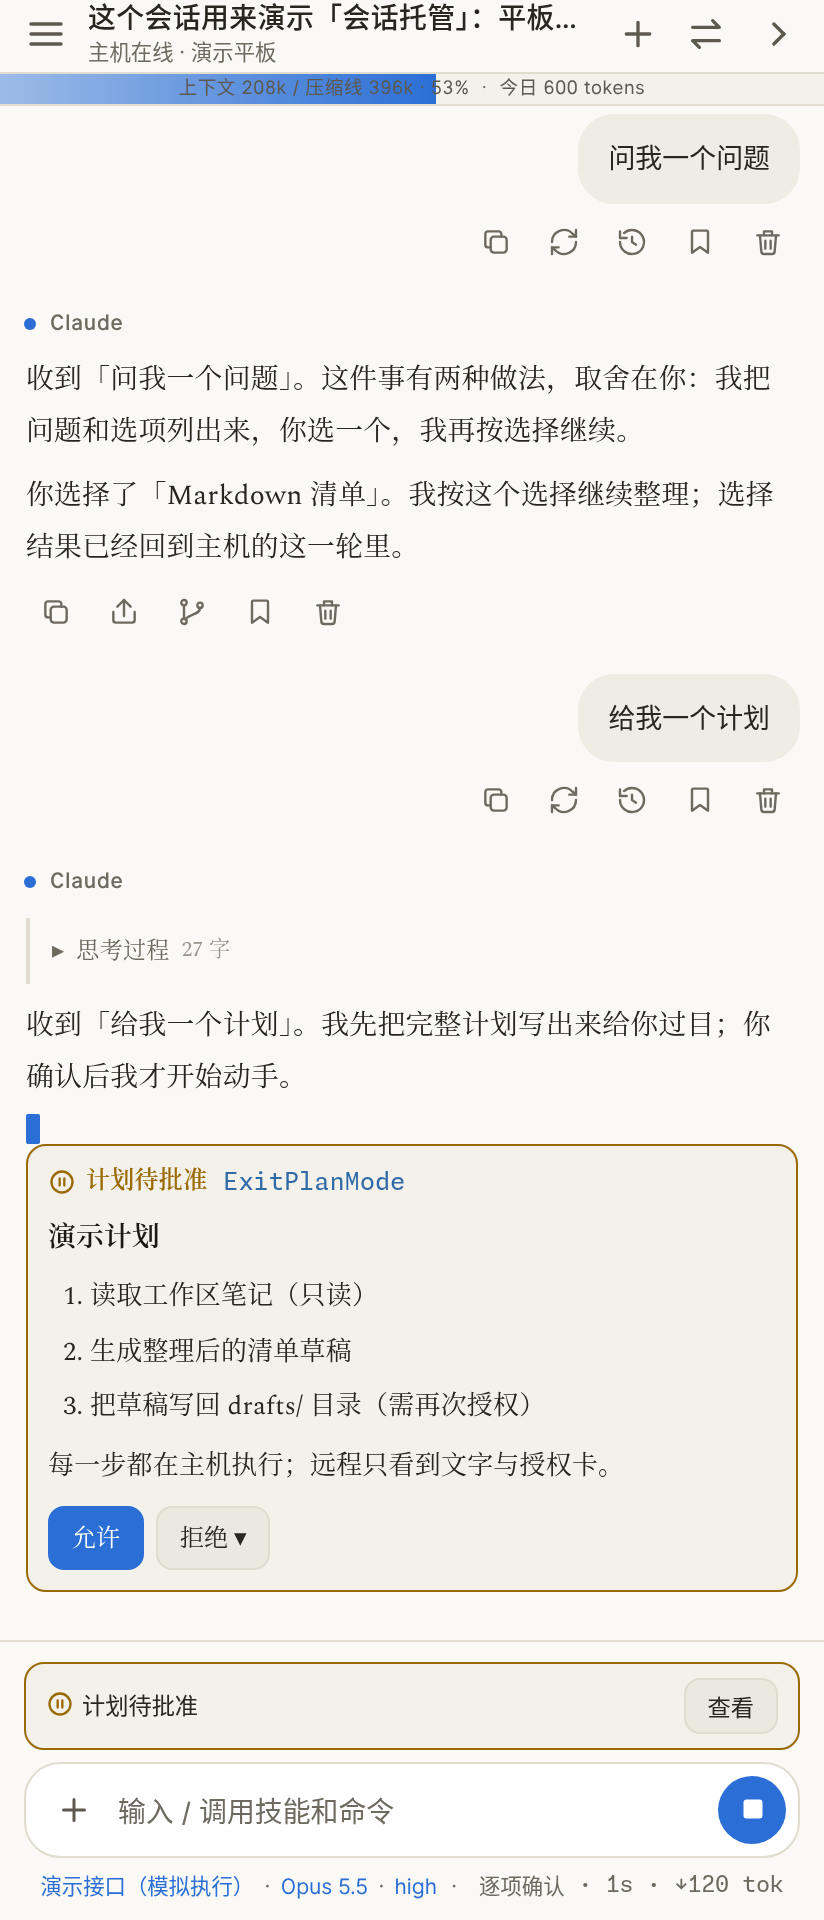 这个会话用来演示「会话托管」：平板…
主机在线 · 演示平板
上下文 208k / 压缩线 396k · 53% · 今日 600 tokens
问我一个问题
Claude
收到「问我一个问题」。这件事有两种做法，取舍在你：我把
问题和选项列出来，你选一个，我再按选择继续。
你选择了「Markdown 清单」。我按这个选择继续整理；选择
结果已经回到主机的这一轮里。
给我一个计划
Claude
▸ 思考过程 27 字
收到「给我一个计划」。我先把完整计划写出来给你过目；你
确认后我才开始动手。
计划待批准 ExitPlanMode
演示计划
1. 读取工作区笔记（只读）
2. 生成整理后的清单草稿
3. 把草稿写回 drafts/ 目录（需再次授权）
每一步都在主机执行；远程只看到文字与授权卡。
允许 拒绝 ▾
计划待批准 查看
输入 / 调用技能和命令
演示接口（模拟执行） · Opus 5.5 · high · 逐项确认 · 1s · ↓120 tok